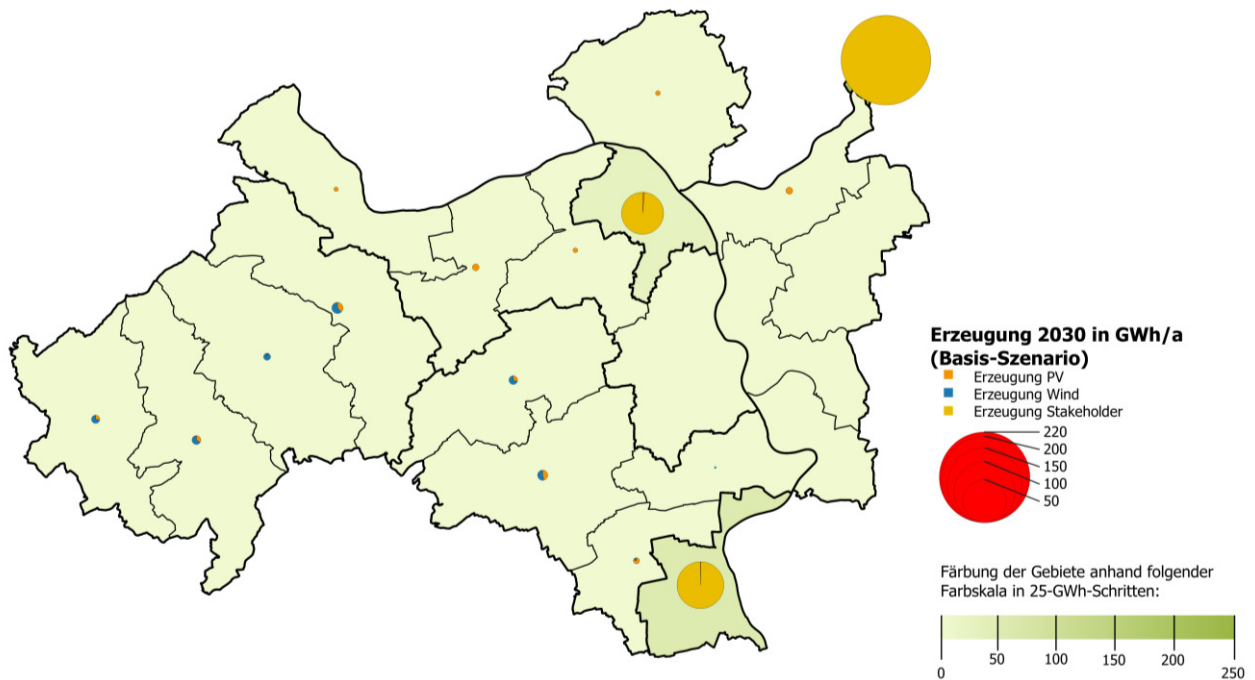 Erzeugung 2030 in GWh/a
(Basis-Szenario)
Erzeugung PV
Erzeugung Wind
Erzeugung Stakeholder
220
200
150
100
50
Färbung der Gebiete anhand folgender
Farbskala in 25-GWh-Schritten:
0 50 100 150 200 250